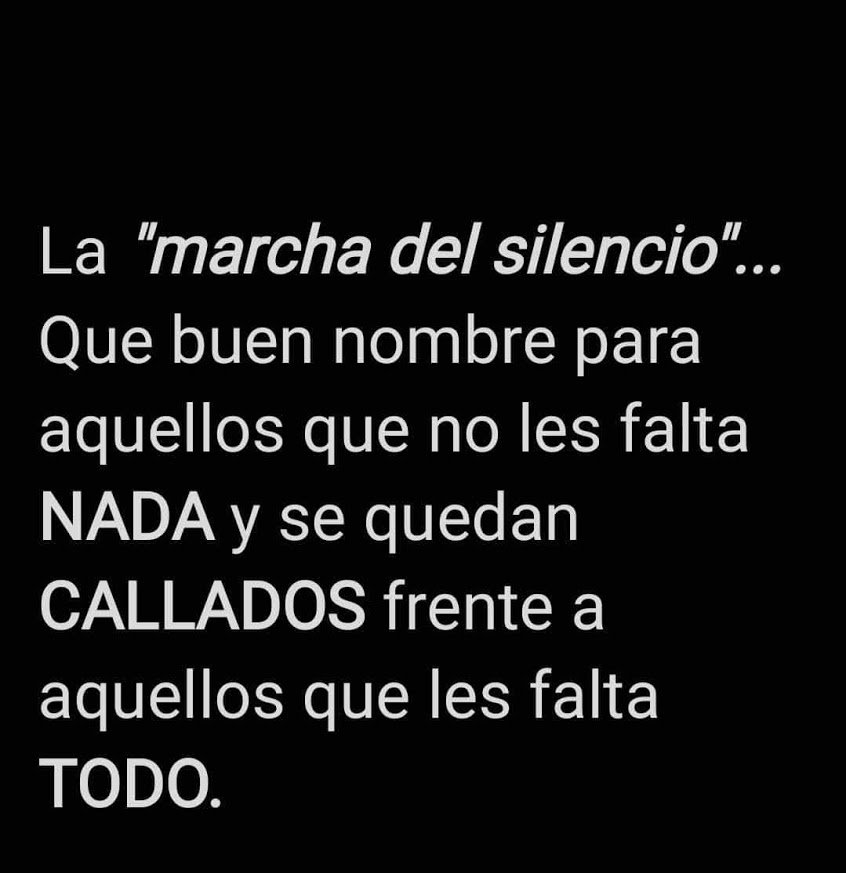 La "marcha del silencio"...
Que buen nombre para
aquellos que no les falta
NADA y se quedan
CALLADOS frente a
aquellos que les falta
TODO.